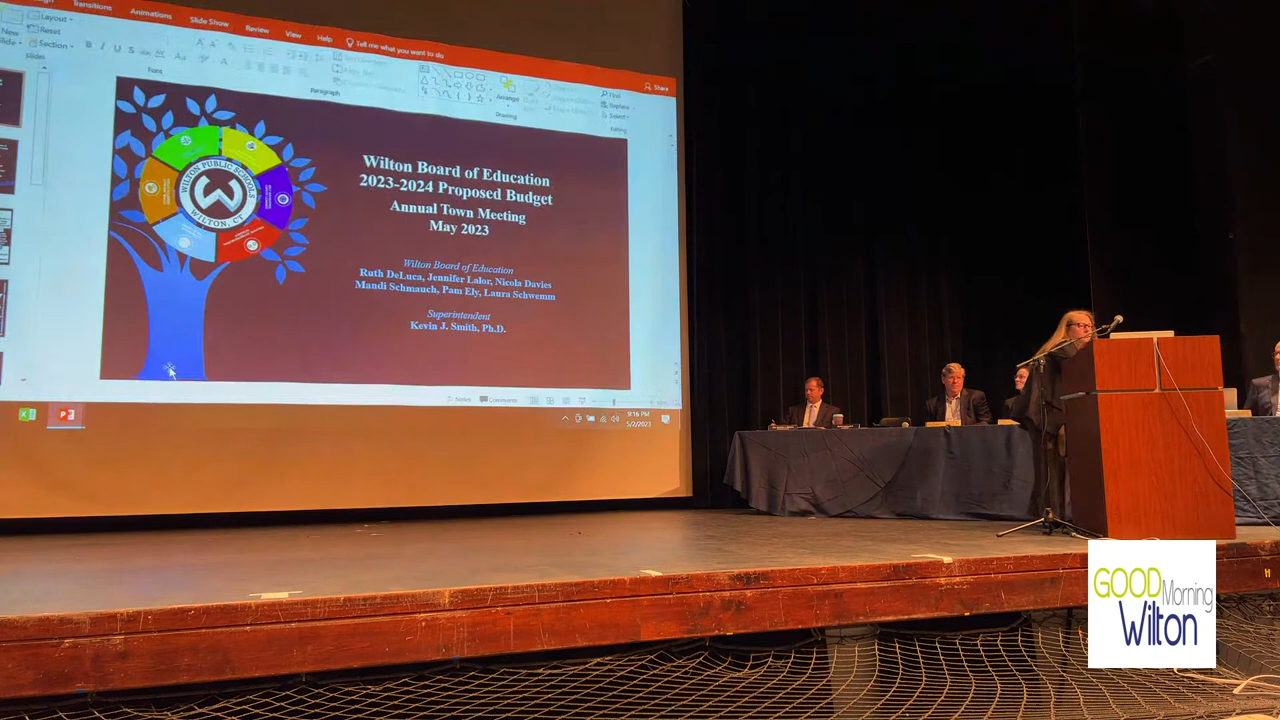 Transitions
Animations
Slide Show
Review
View
Help
Tell me what you want to do
Share
New
Layout
Reset
Section
Slides
Font
Paragraph
Arrange
Drawing
Find
Replace
Select
Editing
WILTON PUBLIC SCHOOLS
WILTON, CT
Wilton Board of Education
2023-2024 Proposed Budget
Annual Town Meeting
May 2023
Wilton Board of Education
Ruth DeLuca, Jennifer Lalor, Nicola Davies
Mandi Schmauch, Pam Ely, Laura Schwemm
Superintendent
Kevin J. Smith, Ph.D.
Notes
Comments
9:16 PM
5/2/2023
GOOD Morning
Wilton
H